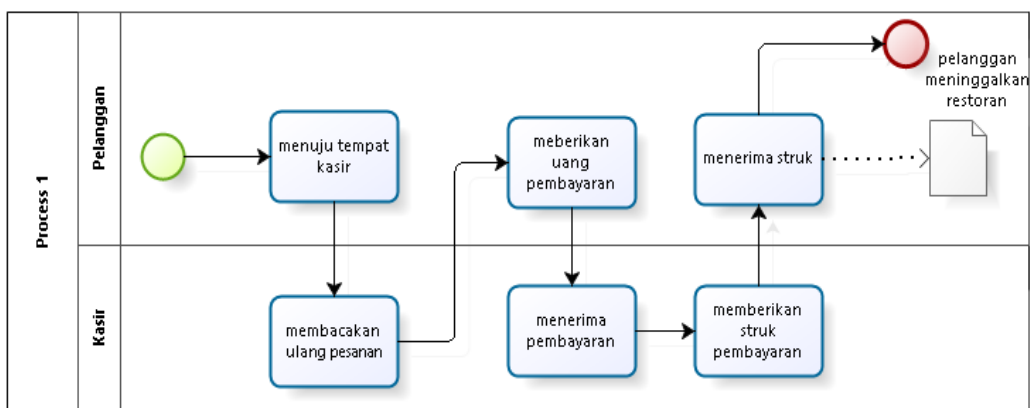 Process 1
Pelanggan
menuju tempat
kasir
meberikan
uang
pembayaran
menerima struk
pelanggan
meninggalkan
restoran
Kasir
membacakan
ulang pesanan
menerima
pembayaran
memberikan
struk
pembayaran